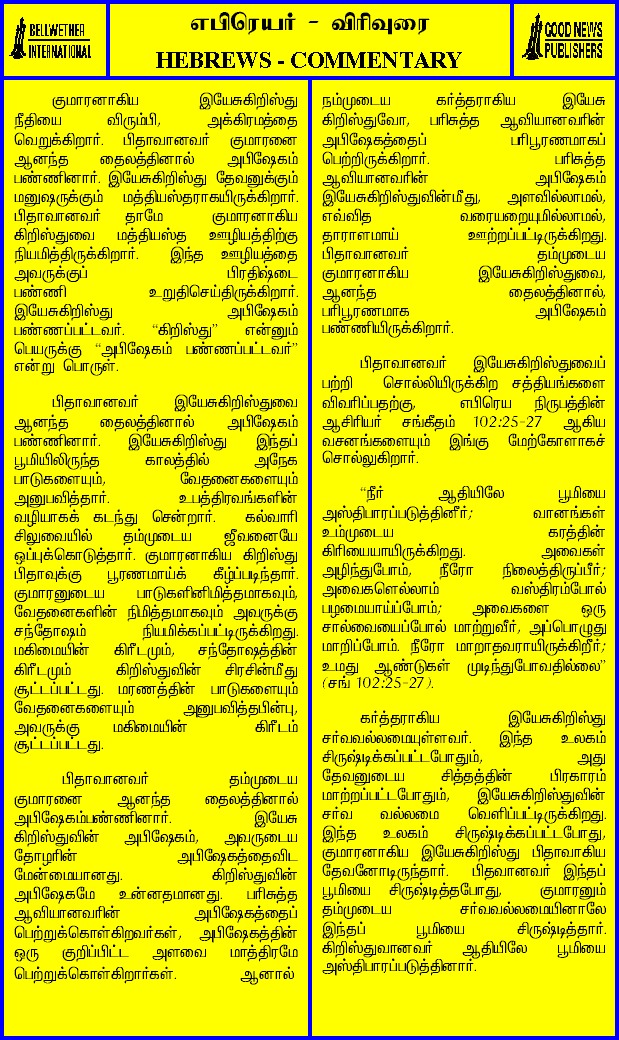 எபிரெயர் - விரிவுரை
BELLWETHER
INTERNATIONAL
HEBREWS - COMMENTARY
GOOD NEWS
PUBLISHERS
குமாரனாகிய இயேசுகிறிஸ்து
நீதியை விரும்பி, அக்கிரமத்தை
வெறுக்கிறார். பிதாவானவர் குமாரனை
ஆனந்த தைலத்தினால் அபிஷேகம்
பண்ணினார். இயேசுகிறிஸ்து தேவனுக்கும்
மனுஷருக்கும் மத்தியஸ்தராகயிருக்கிறார்.
பிதாவானவர் தாமே குமாரனாகிய
கிறிஸ்துவை மத்தியஸ்த ஊழியத்திற்கு
நியமித்திருக்கிறார். இந்த ஊழியத்தை
அவருக்குப் பிரதிஷ்டை
பண்ணி உறுதிசெய்திருக்கிறார்.
இயேசுகிறிஸ்து அபிஷேகம்
பண்ணப்பட்டவர். “கிறிஸ்து” என்னும்
பெயருக்கு “அபிஷேகம் பண்ணப்பட்டவர்”
என்று பொருள்.
பிதாவானவர் இயேசுகிறிஸ்துவை
ஆனந்த தைலத்தினால் அபிஷேகம்
பண்ணினார். இயேசுகிறிஸ்து இந்தப்
பூமியிலிருந்த காலத்தில் அநேக
பாடுகளையும், வேதனைகளையும்
அனுபவித்தார். உபத்திரவங்களின்
வழியாகக் கடந்து சென்றார். கல்வாரி
சிலுவையில் தம்முடைய ஜீவனையே
ஒப்புக்கொடுத்தார். குமாரனாகிய கிறிஸ்து
பிதாவுக்கு பூரணமாய்க் கீழ்ப்படிந்தார்.
குமாரனுடைய பாடுகளினிமித்தமாகவும்,
வேதனைகளின் நிமித்தமாகவும் அவருக்கு
சந்தோஷம் நியமிக்கப்பட்டிருக்கிறது.
மகிமையின் கிரீடமும், சந்தோஷத்தின்
கிரீடமும் கிறிஸ்துவின் சிரசின்மீது
சூட்டப்பட்டது. மரணத்தின் பாடுகளையும்
வேதனைகளையும் அனுபவித்தபின்பு,
அவருக்கு மகிமையின் கிரீடம்
சூட்டப்பட்டது.
பிதாவானவர் தம்முடைய
குமாரனை ஆனந்த தைலத்தினால்
அபிஷேகம்பண்ணினார். இயேசு
கிறிஸ்துவின் அபிஷேகம், அவருடைய
தோழரின் அபிஷேகத்தைவிட
மேன்மையானது. கிறிஸ்துவின்
அபிஷேகமே உன்னதமானது. பரிசுத்த
ஆவியானவரின் அபிஷேகத்தைப்
பெற்றுக்கொள்கிறவர்கள், அபிஷேகத்தின்
ஒரு குறிப்பிட்ட அளவை மாத்திரமே
பெற்றுக்கொள்கிறார்கள். ஆனால்
நம்முடைய கர்த்தராகிய இயேசு
கிறிஸ்துவோ, பரிசுத்த ஆவியானவரின்
அபிஷேகத்தைப் பரிபூரணமாகப்
பெற்றிருக்கிறார். பரிசுத்த
ஆவியானவரின் அபிஷேகம்
இயேசுகிறிஸ்துவின்மீது, அளவில்லாமல்,
எவ்வித வரையறையுமில்லாமல்,
தாராளமாய் ஊற்றப்பட்டிருக்கிறது.
பிதாவானவர் தம்முடைய
குமாரனாகிய இயேசுகிறிஸ்துவை,
ஆனந்த தைலத்தினால்,
பரிபூரணமாக அபிஷேகம்
பண்ணியிருக்கிறார்.
பிதாவானவர் இயேசுகிறிஸ்துவைப்
பற்றி சொல்லியிருக்கிற சத்தியங்களை
விவரிப்பதற்கு, எபிரெய நிருபத்தின்
ஆசிரியர் சங்கீதம் 102:25-27 ஆகிய
வசனங்களையும் இங்கு மேற்கோளாகச்
சொல்லுகிறார்.
“நீர் ஆதியிலே பூமியை
அஸ்திபாரப்படுத்தினீர்; வானங்கள்
உம்முடைய கரத்தின்
கிரியையாயிருக்கிறது. அவைகள்
அழிந்துபோம், நீரோ நிலைத்திருப்பீர்;
அவைகளெல்லாம் வஸ்திரம்போல்
பழமையாய்ப்போம்; அவைகளை ஒரு
சால்வையைப்போல் மாற்றுவீர், அப்பொழுது
மாறிப்போம். நீரோ மாறாதவராயிருக்கிறீர்;
உமது ஆண்டுகள் முடிந்துபோவதில்லை”
(சங் 102:25-27).
கர்த்தராகிய இயேசுகிறிஸ்து
சர்வவல்லமையுள்ளவர். இந்த உலகம்
சிருஷ்டிக்கப்பட்டபோதும், அது
தேவனுடைய சித்தத்தின் பிரகாரம்
மாற்றப்பட்டபோதும், இயேசுகிறிஸ்துவின்
சர்வ வல்லமை வெளிப்பட்டிருக்கிறது.
இந்த உலகம் சிருஷ்டிக்கப்பட்டபோது,
குமாரனாகிய இயேசுகிறிஸ்து பிதாவாகிய
தேவனோடிருந்தார். பிதவானவர் இந்தப்
பூமியை சிருஷ்டித்தபோது, குமாரனும்
தம்முடைய சர்வவல்லமையினாலே
இந்தப் பூமியை சிருஷ்டித்தார்.
கிறிஸ்துவானவர் ஆதியிலே பூமியை
அஸ்திபாரப்படுத்தினார்.